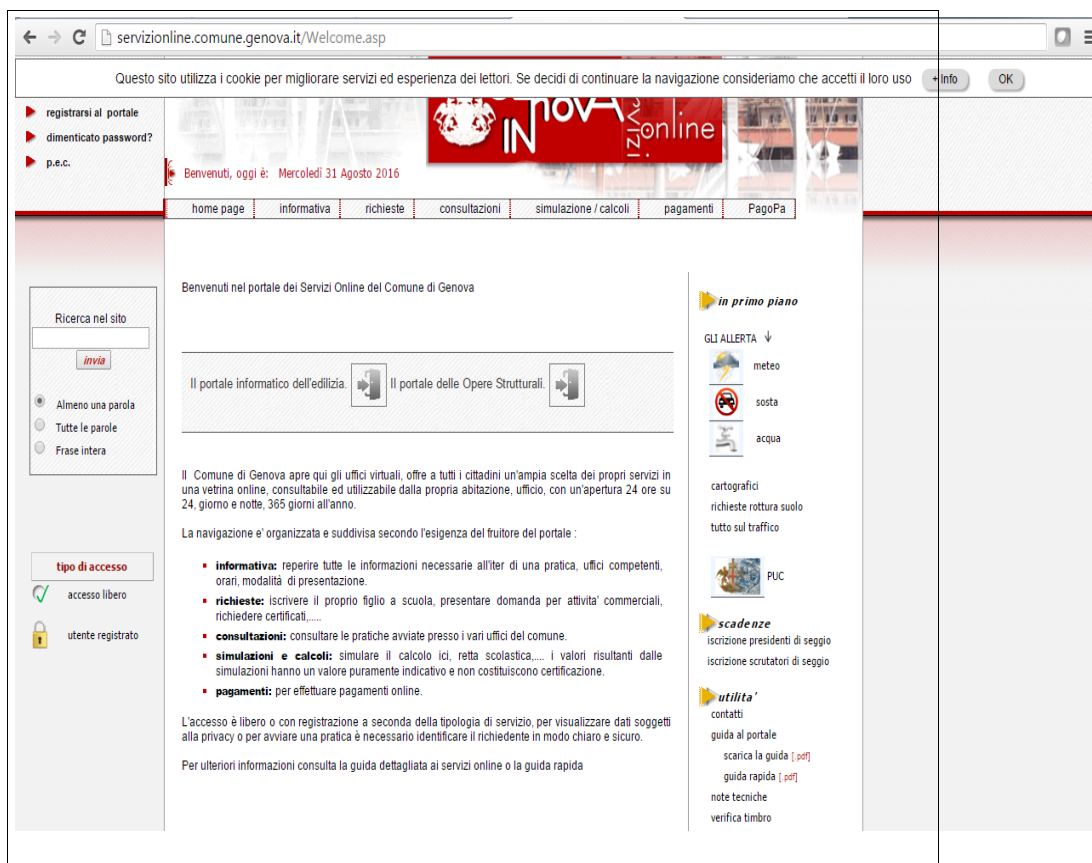 servizionline.comune.genova.it/Welcome.asp
Questo sito utilizza i cookie per migliorare servizi ed esperienza dei lettori. Se decidi di continuare la navigazione consideriamo che accetti il loro uso
+ Info
OK
registrarsi al portale
dimenticato password?
p.e.c.
IN
online
Benvenuti, oggi è: Mercoledì 31 Agosto 2016
home page
informativa
richieste
consultazioni
simulazione / calcoli
pagamenti
PagoPa
Ricerca nel sito
invia
Almeno una parola
Tutte le parole
Frase intera
tipo di accesso
accesso libero
utente registrato
Benvenuti nel portale dei Servizi Online del Comune di Genova
Il portale informatico dell'edilizia.
Il portale delle Opere Strutturali.
Il Comune di Genova apre qui gli uffici virtuali, offre a tutti i cittadini un'ampia scelta dei propri servizi in
una vetrina online, consultabile ed utilizzabile dalla propria abitazione, ufficio, con un'apertura 24 ore su
24, giorno e notte, 365 giorni all'anno.
La navigazione e' organizzata e suddivisa secondo l'esigenza del fruitore del portale :
informativa: reperire tutte le informazioni necessarie all'iter di una pratica, uffici competenti,
orari, modalità di presentazione.
richieste: iscrivere il proprio figlio a scuola, presentare domanda per attivita' commerciali,
richiedere certificati,.....
consultazioni: consultare le pratiche avviate presso i vari uffici del comune.
simulazioni e calcoli: simulare il calcolo ici, retta scolastica,.... i valori risultanti dalle
simulazioni hanno un valore puramente indicativo e non costituiscono certificazione.
pagamenti: per effettuare pagamenti online.
L'accesso è libero o con registrazione a seconda della tipologia di servizio, per visualizzare dati soggetti
alla privacy o per avviare una pratica è necessario identificare il richiedente in modo chiaro e sicuro.
Per ulteriori informazioni consulta la guida dettagliata ai servizi online o la guida rapida
in primo piano
GLI ALLERTA
meteo
sosta
acqua
cartografici
richieste rottura suolo
tutto sul traffico
PUC
scadenze
iscrizione presidenti di seggio
iscrizione scrutatori di seggio
utilita'
contatti
guida al portale
scarica la guida [.pdf]
guida rapida [.pdf]
note tecniche
verifica timbro